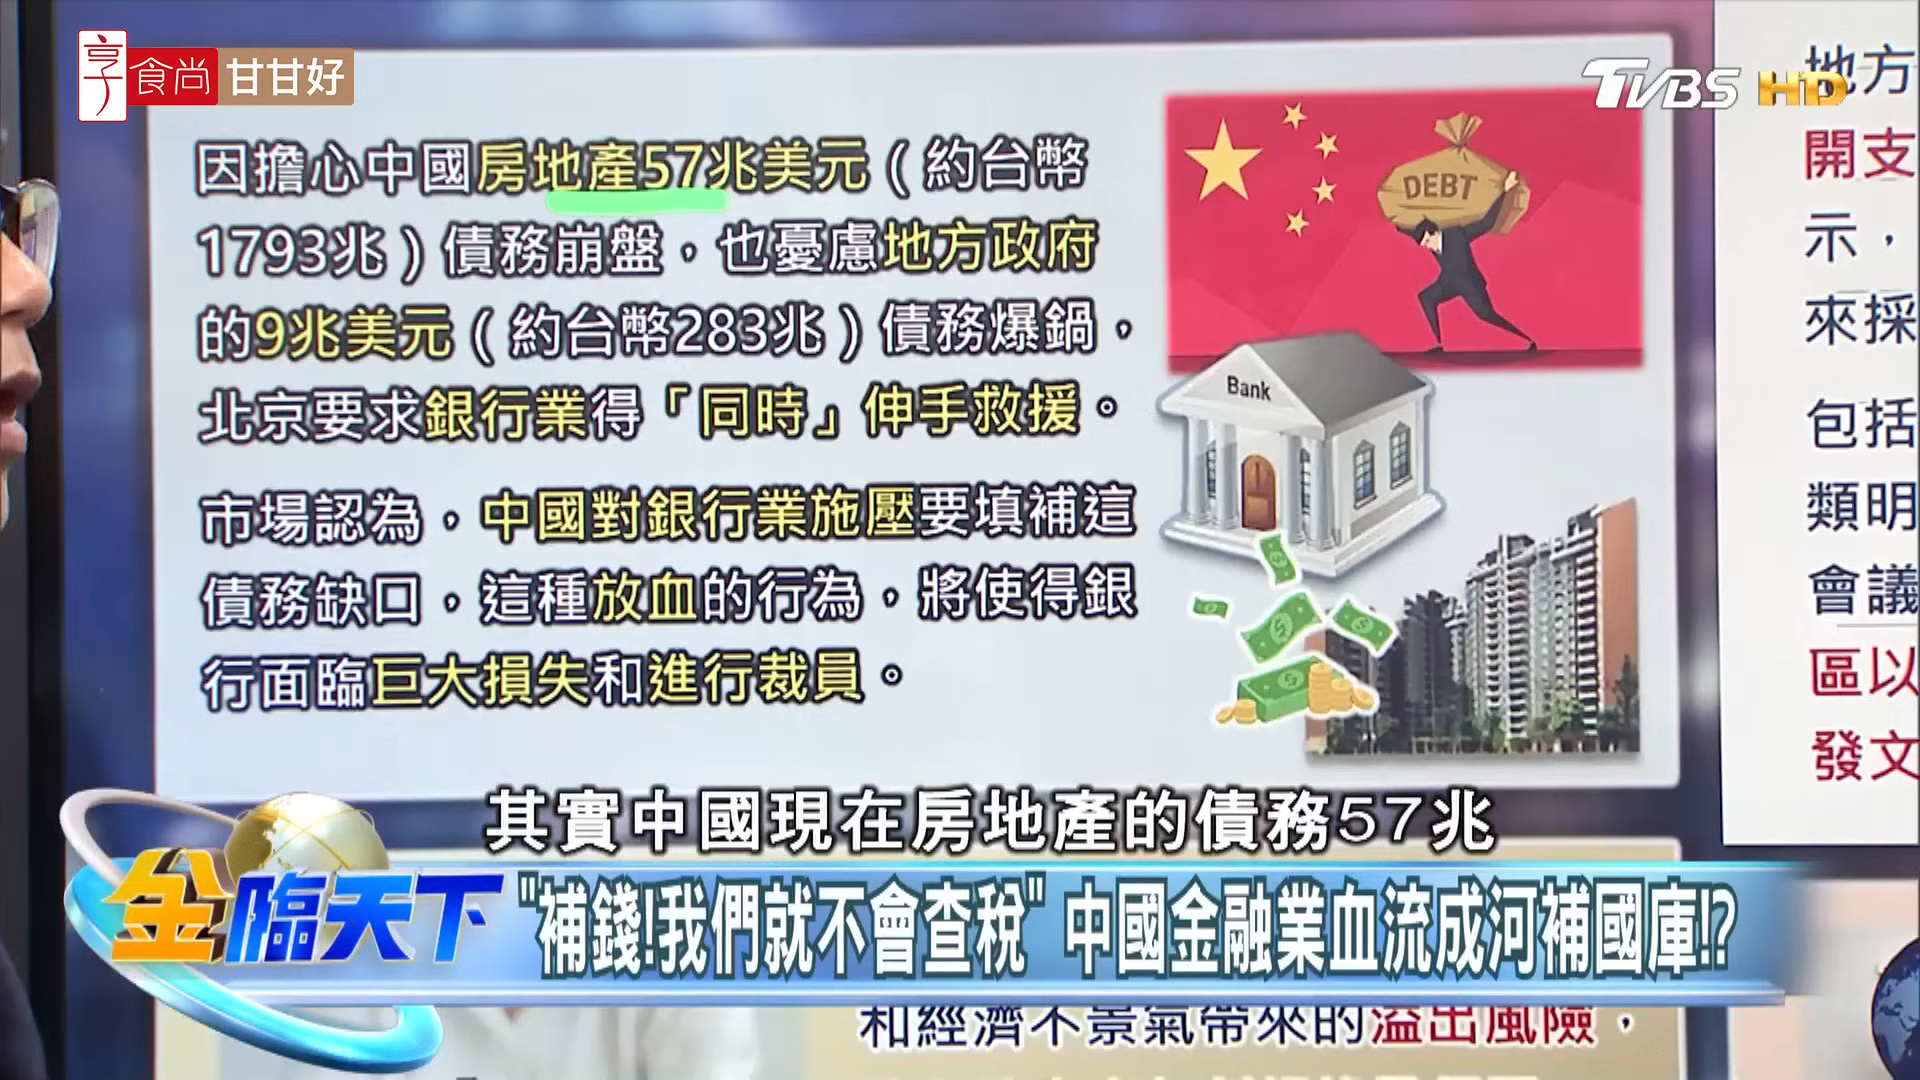 享食尚 甘甘好
TVBS HD
因擔心中國房地產57兆美元（約台幣
1793兆）債務崩盤，也憂慮地方政府
的9兆美元（約台幣283兆）債務爆鍋，
北京要求銀行業得「同時」伸手救援。
市場認為，中國對銀行業施壓要填補這
債務缺口，這種放血的行為，將使得銀
行面臨巨大損失和進行裁員。
DEBT
Bank
地方
開支
示，
來採
包括
類明
會議
區以
發文
其實中國現在房地產的債務57兆
金臨天下
"補錢!我們就不會查稅" 中國金融業血流成河補國庫!?
和經濟不景氣帶來的溢出風險，